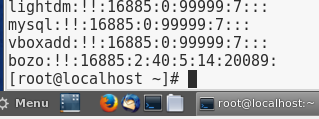 lightdm:!!:16885:0:99999:7:::
mysql:!!:16885:0:99999:7:::
vboxadd:!!:16885:0:99999:7:::
bozo:!!:16885:2:40:5:14:20089:
[root@localhost ~]#
Menu
root@localhost:~